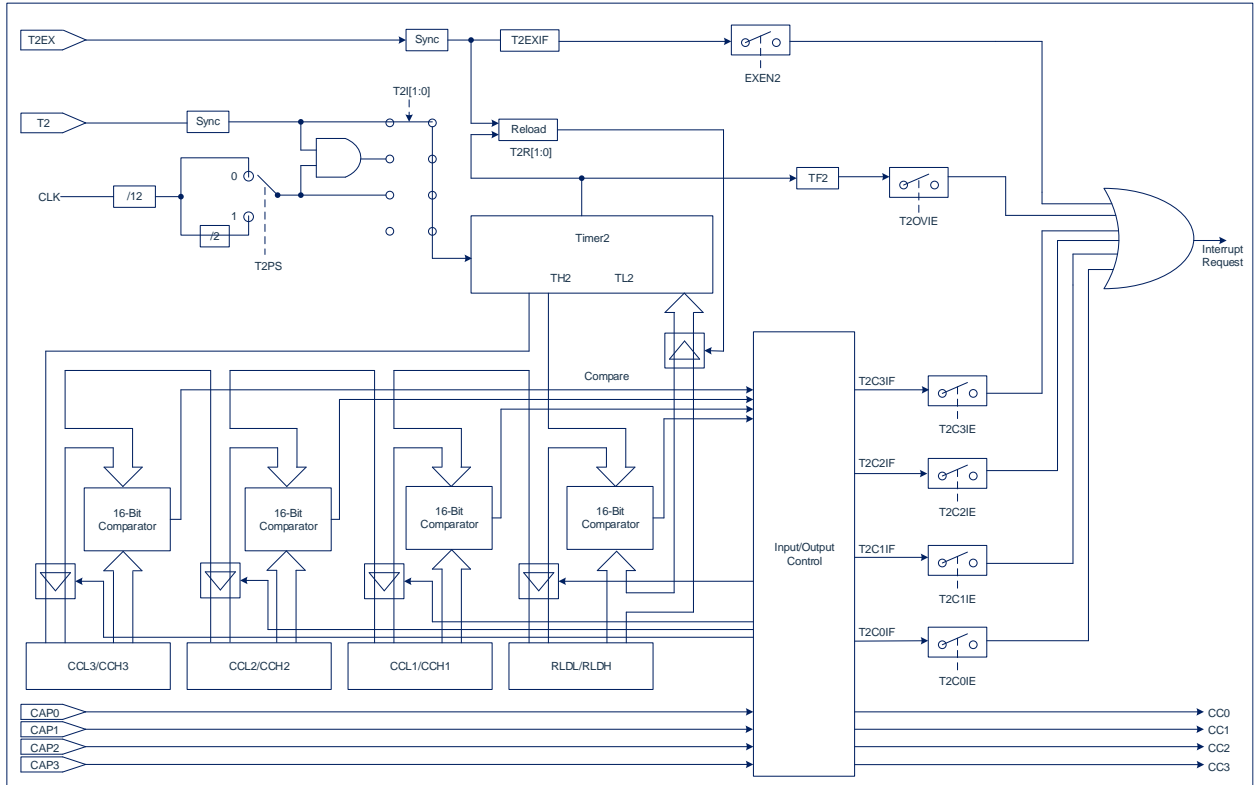 T2EX
Sync
T2EXIF
EXEN2
T2I[1:0]
T2
Sync
Reload
T2R[1:0]
0
CLK
/12
1
/2
T2PS
TF2
T2OVIE
Timer2
TH2 TL2
Interrupt
Request
Compare
T2C3IF
T2C3IE
T2C2IF
T2C2IE
16-Bit
Comparator
16-Bit
Comparator
16-Bit
Comparator
16-Bit
Comparator
Input/Output
Control
T2C1IF
T2C1IE
T2C0IF
T2C0IE
CCL3/CCH3
CCL2/CCH2
CCL1/CCH1
RLDL/RLDH
CAP0
CAP1
CAP2
CAP3
CC0
CC1
CC2
CC3